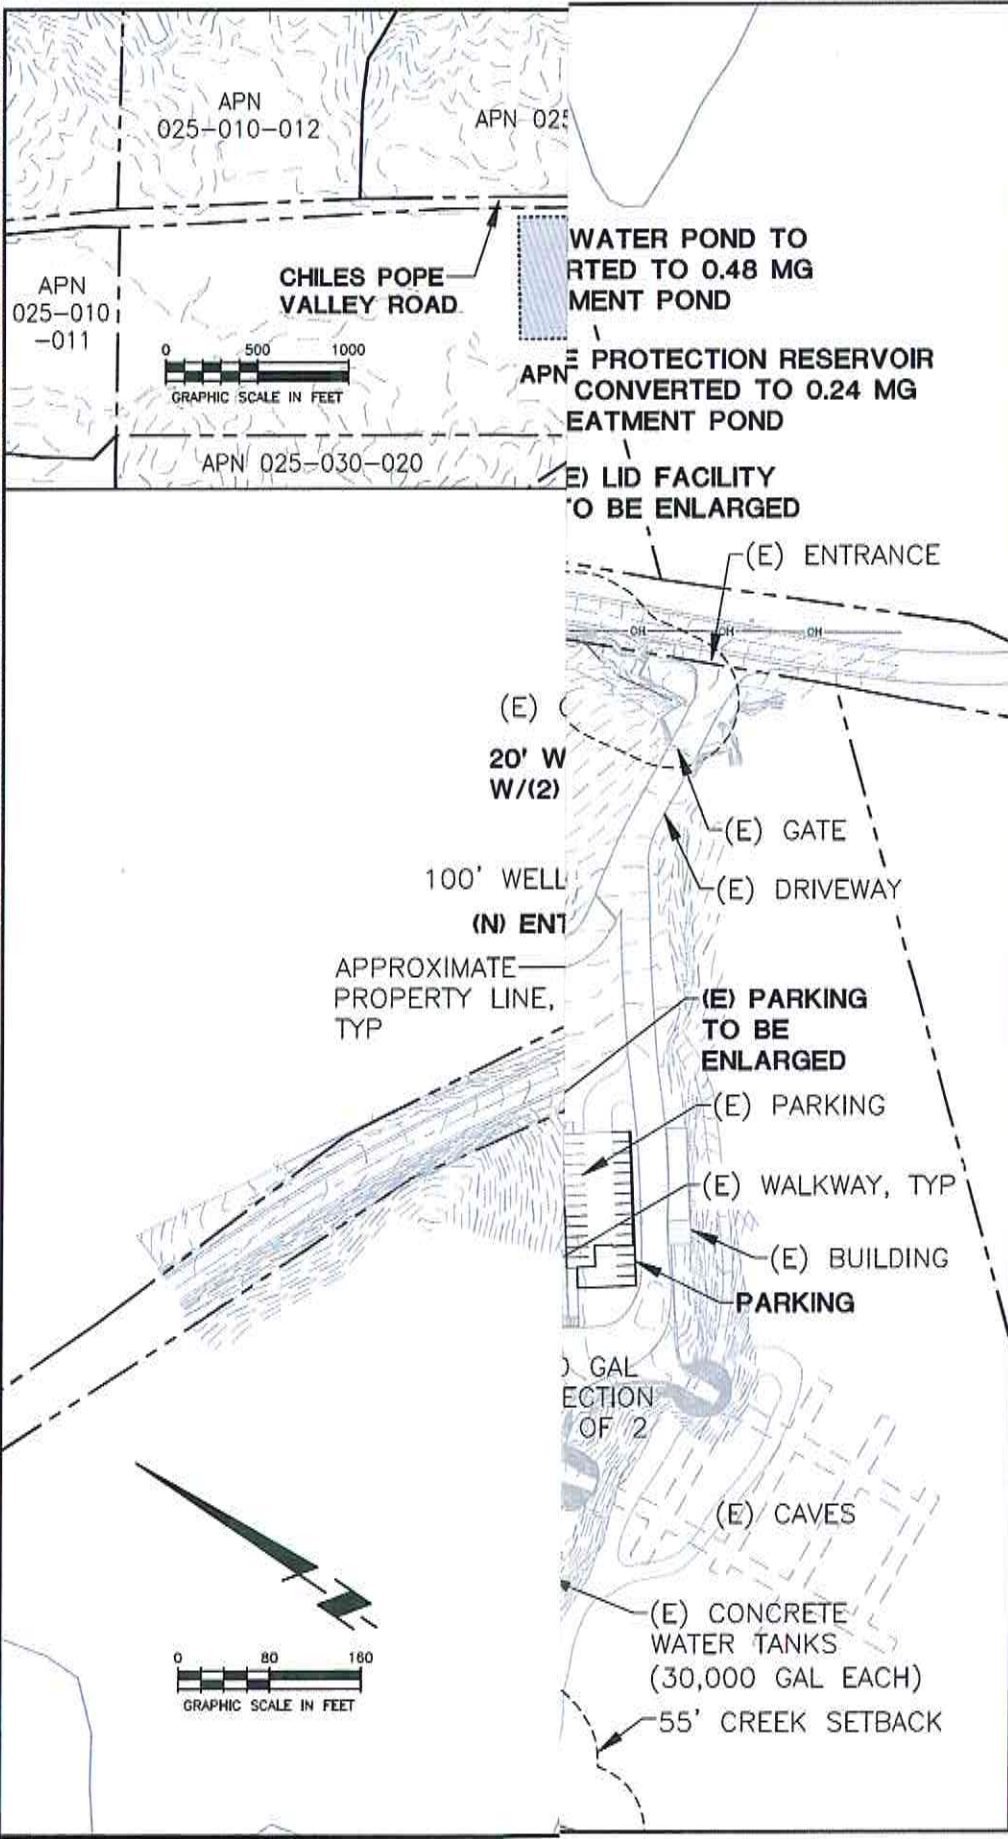 APN
025-010-012
APN 025
CHILES POPE
VALLEY ROAD
APN
025-010
-011
0 500 1000
GRAPHIC SCALE IN FEET
APN
APN 025-030-020
WATER POND TO
RTED TO 0.48 MG
MENT POND
E PROTECTION RESERVOIR
CONVERTED TO 0.24 MG
EATMENT POND
E) LID FACILITY
TO BE ENLARGED
(E) ENTRANCE
OH OH OH
(E)
20' W
W/(2)
(E) GATE
100' WELL
(E) DRIVEWAY
(N) ENT
APPROXIMATE
PROPERTY LINE,
TYP
(E) PARKING
TO BE
ENLARGED
(E) PARKING
(E) WALKWAY, TYP
(E) BUILDING
PARKING
GAL
ECTION
OF 2
(E) CAVES
(E) CONCRETE
WATER TANKS
(30,000 GAL EACH)
55' CREEK SETBACK
0 80 160
GRAPHIC SCALE IN FEET